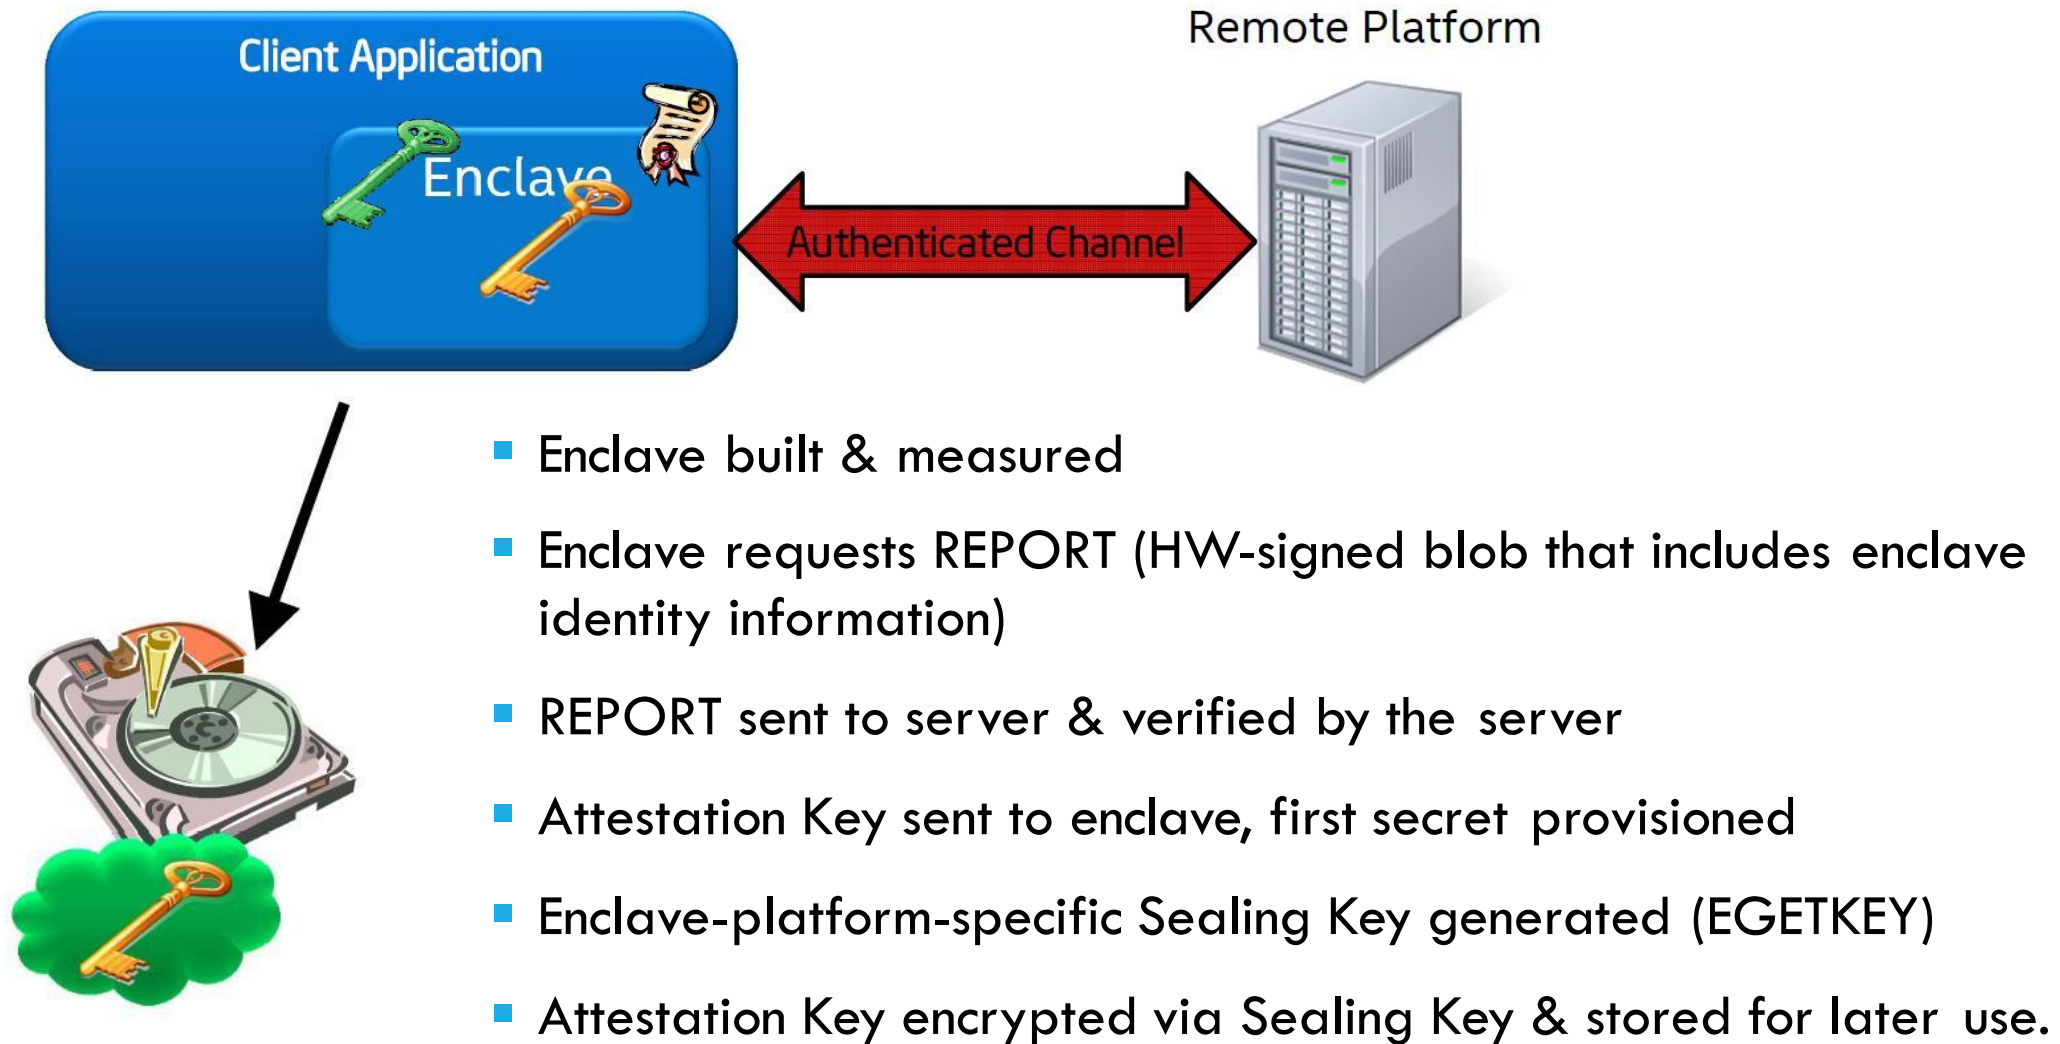 Remote Platform
Client Application
Enclave
Authenticated Channel
Enclave built & measured
Enclave requests REPORT (HW-signed blob that includes enclave
identity information)
REPORT sent to server & verified by the server
Attestation Key sent to enclave, first secret provisioned
Enclave-platform-specific Sealing Key generated (EGETKEY)
Attestation Key encrypted via Sealing Key & stored for later use.